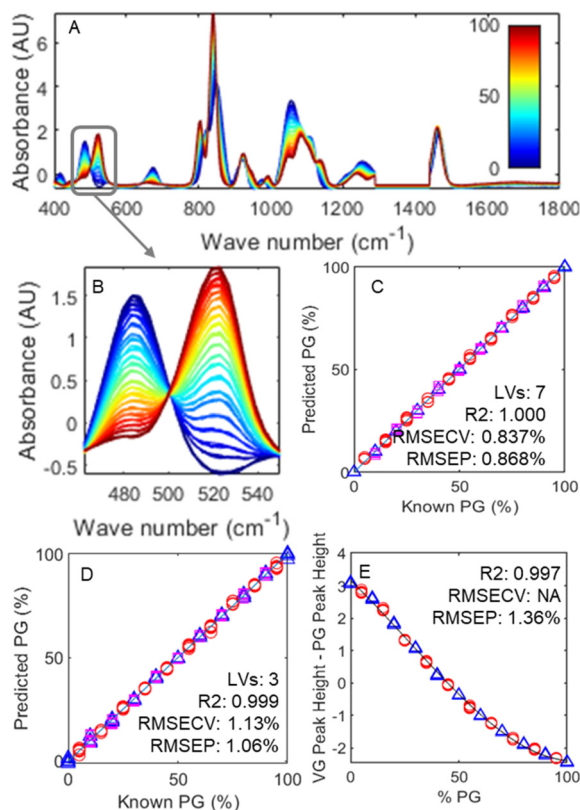 A
Absorbance (AU)
6
4
2
0
400 600 800 1000 1200 1400 1600 1800
Wave number (cm-1)
100
50
0
B
Absorbance (AU)
1.5
1
0.5
0
-0.5
480 500 520 540
Wave number (cm-1)
C
Predicted PG (%)
100
50
0
LVs: 7
R2: 1.000
RMSECV: 0.837%
RMSEP: 0.868%
0 50 100
Known PG (%)
D
Predicted PG (%)
100
50
0
LVs: 3
R2: 0.999
RMSECV: 1.13%
RMSEP: 1.06%
0 50 100
Known PG (%)
E
VG Peak Height - PG Peak Height
4
3
2
1
0
-1
-2
R2: 0.997
RMSECV: NA
RMSEP: 1.36%
0 50 100
% PG